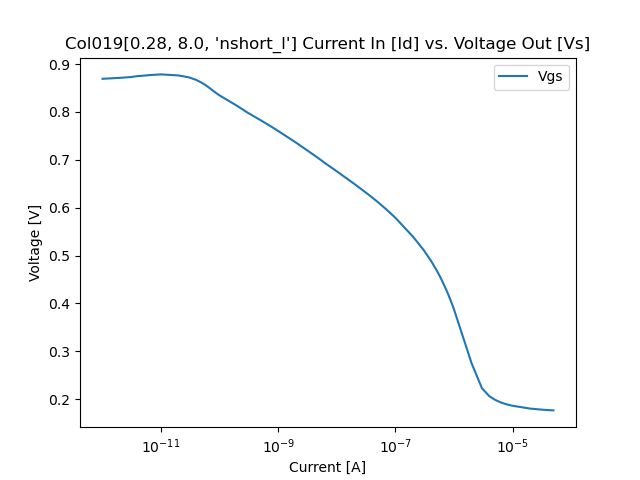 Col019[0.28, 8.0, 'nshort_l'] Current In [Id] vs. Voltage Out [Vs]
Vgs
0.9
0.8
0.7
0.6
0.5
0.4
0.3
0.2
Voltage [V]
10⁻¹¹ 10⁻⁹ 10⁻⁷ 10⁻⁵
Current [A]